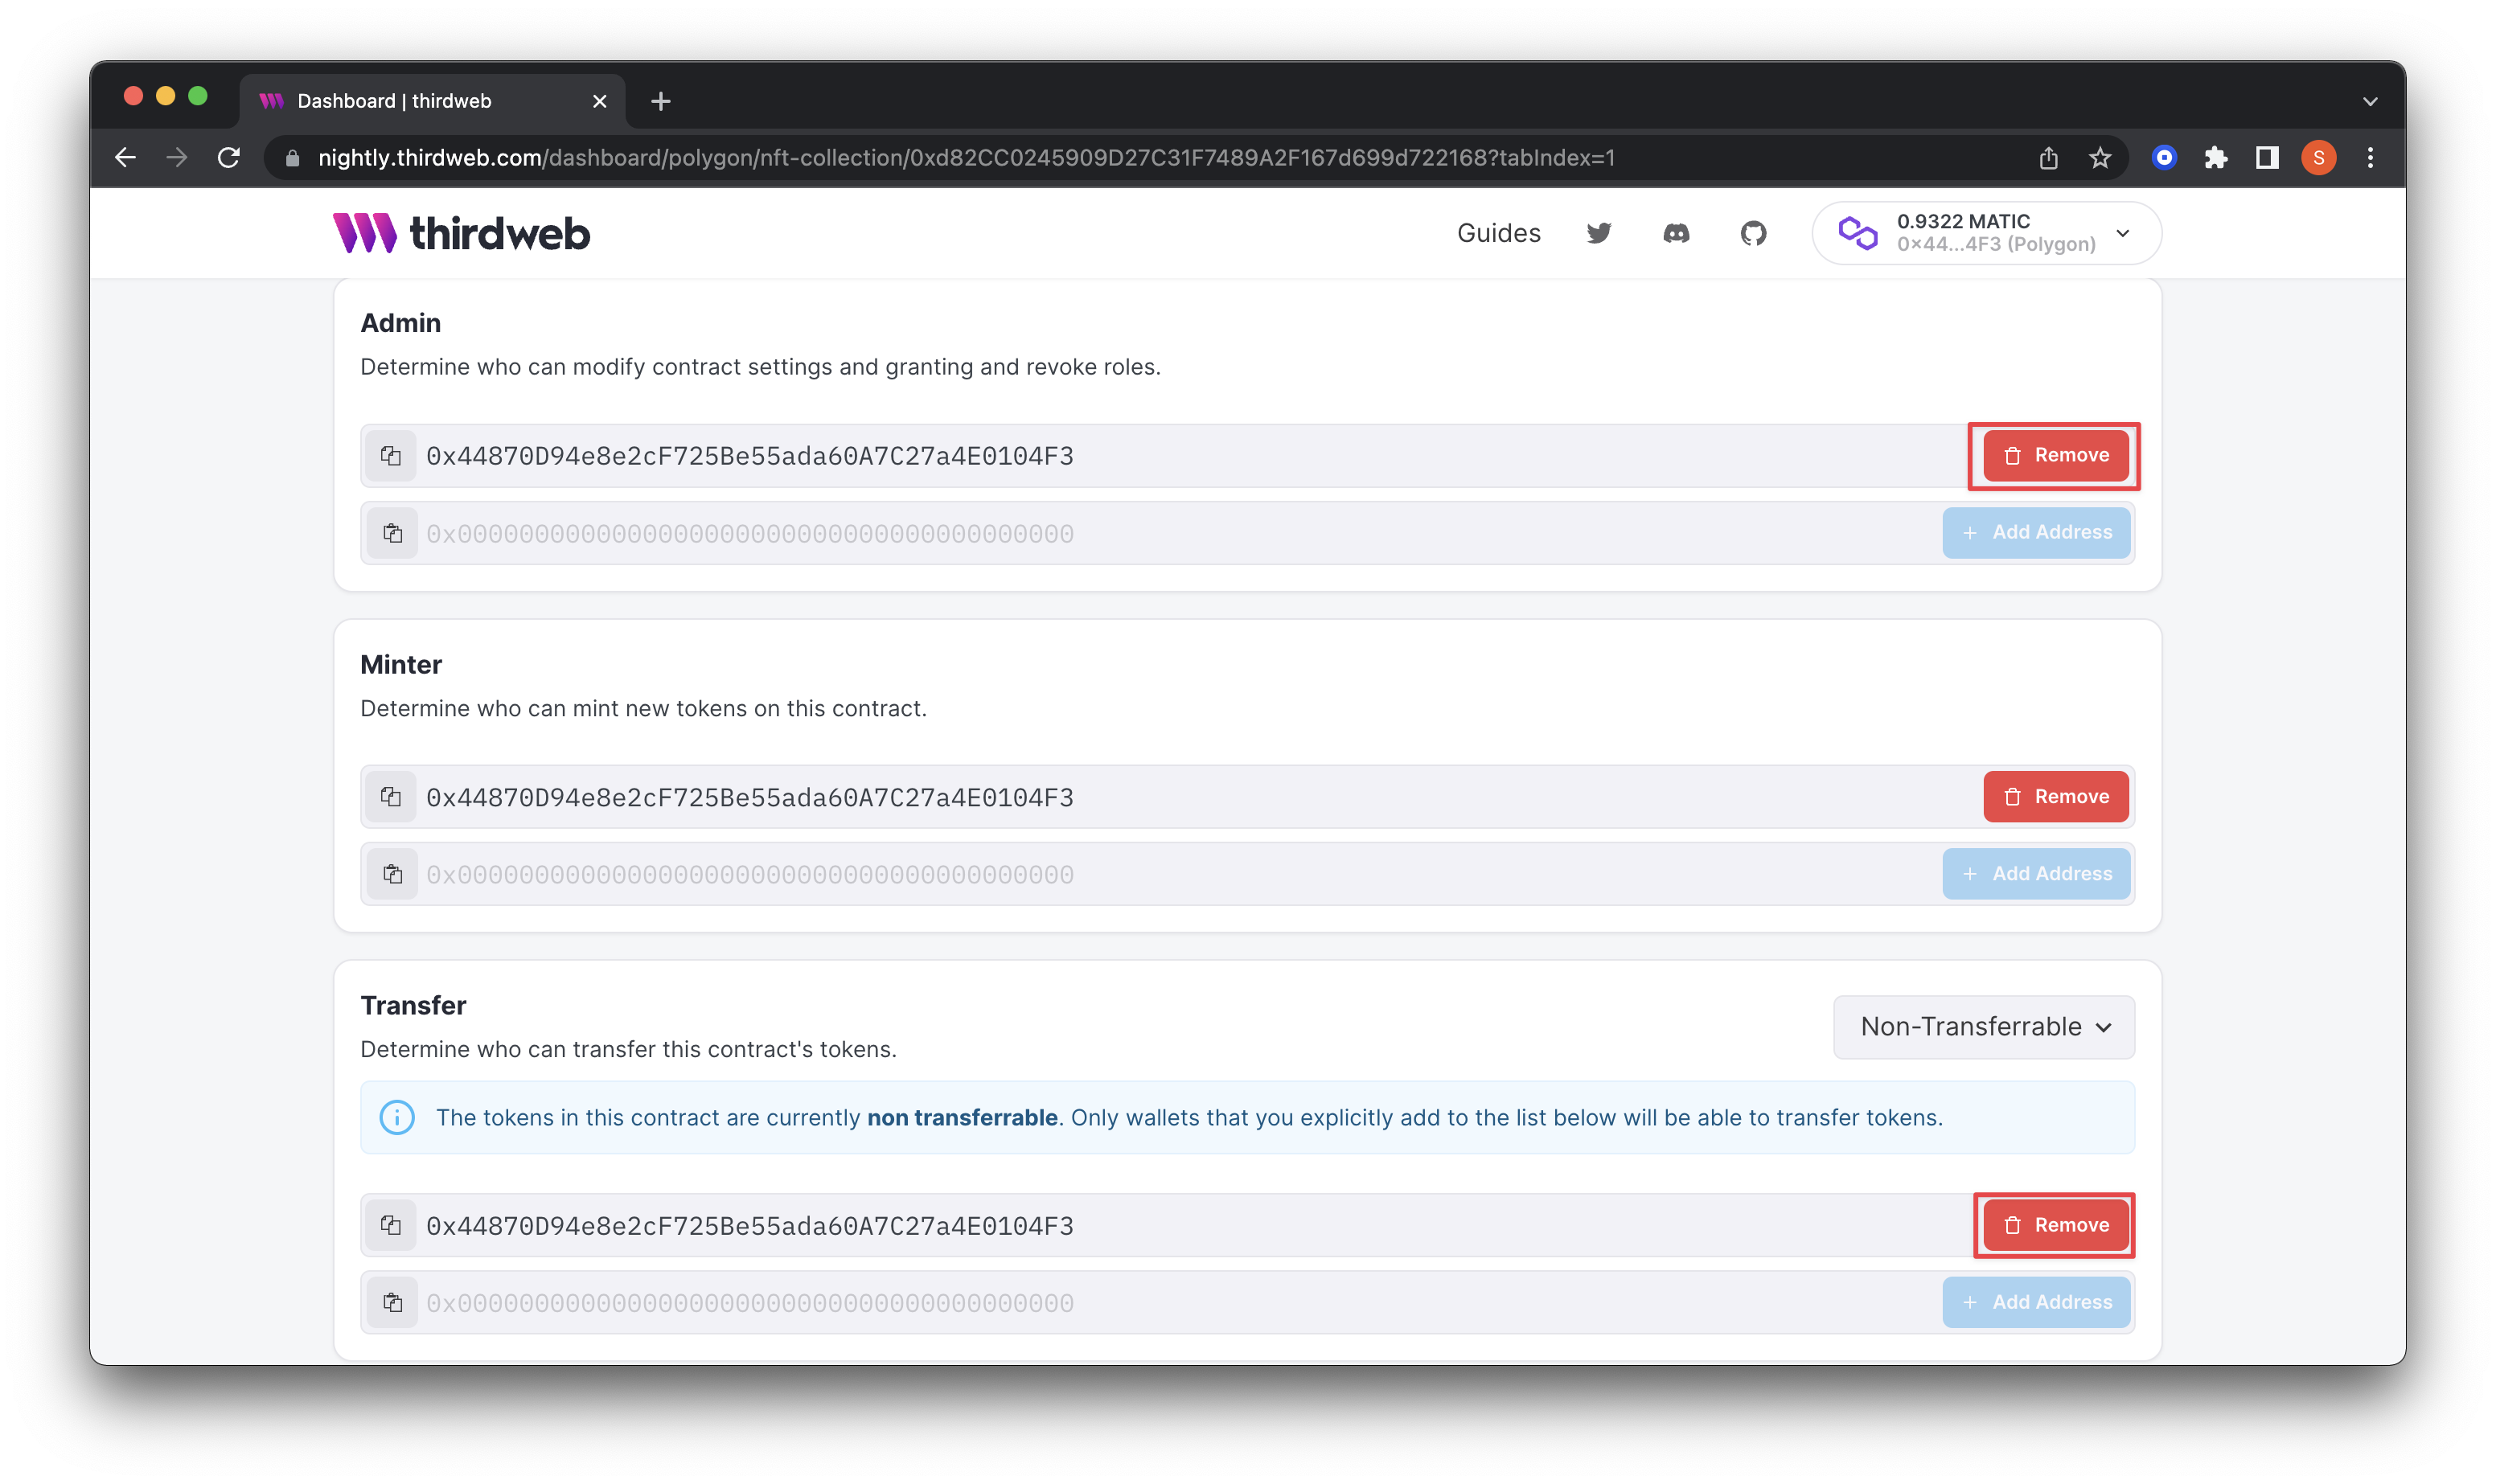 Dashboard | thirdweb
nightly.thirdweb.com/dashboard/polygon/nft-collection/0xd82CC0245909D27C31F7489A2F167d699d722168?tabIndex=1
S
thirdweb
Guides
0.9322 MATIC
0x44...4F3 (Polygon)
Admin
Determine who can modify contract settings and granting and revoke roles.
0x44870D94e8e2cF725Be55ada60A7C27a4E0104F3
Remove
0x0000000000000000000000000000000000000000
+ Add Address
Minter
Determine who can mint new tokens on this contract.
0x44870D94e8e2cF725Be55ada60A7C27a4E0104F3
Remove
0x0000000000000000000000000000000000000000
+ Add Address
Transfer
Non-Transferrable
Determine who can transfer this contract's tokens.
The tokens in this contract are currently non transferrable. Only wallets that you explicitly add to the list below will be able to transfer tokens.
0x44870D94e8e2cF725Be55ada60A7C27a4E0104F3
Remove
0x0000000000000000000000000000000000000000
+ Add Address